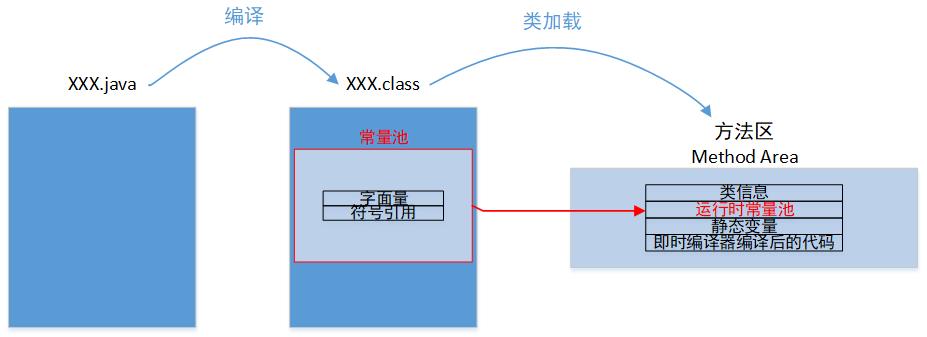 编译
类加载
XXX.java
XXX.class
方法区
Method Area
常量池
字面量
符号引用
类信息
运行时常量池
静态变量
即时编译器编译后的代码